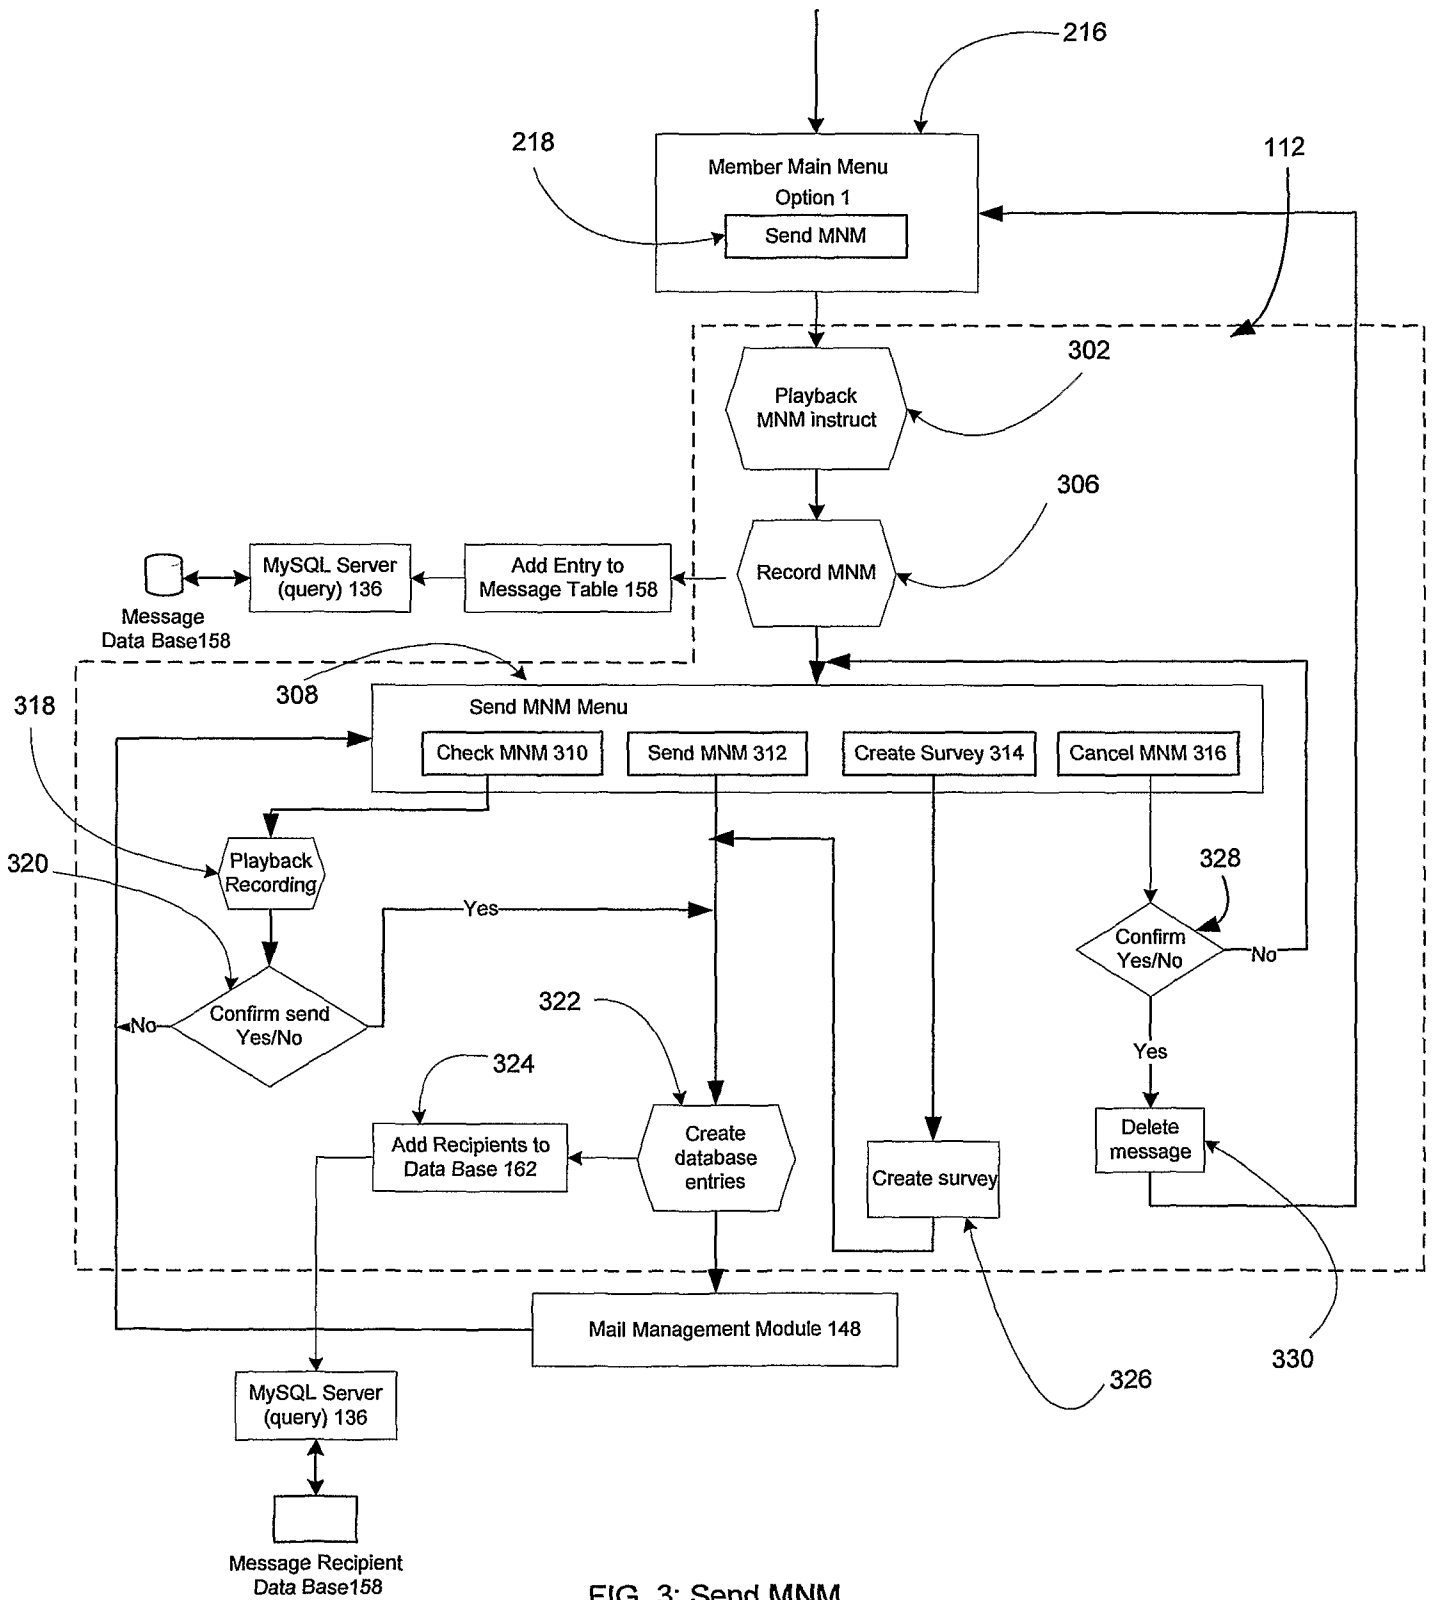 216
218
112
Member Main Menu
Option 1
Send MNM
302
Playback
MNM instruct
306
Record MNM
Add Entry to
Message Table 158
MySQL Server
(query) 136
Message
Data Base158
308
318
Send MNM Menu
Check MNM 310
Send MNM 312
Create Survey 314
Cancel MNM 316
320
Playback
Recording
328
Yes
Confirm
Yes/No
No
Confirm send
Yes/No
No
322
324
Yes
Add Recipients to
Data Base 162
Create
database
entries
Create survey
Delete
message
Mail Management Module 148
330
326
MySQL Server
(query) 136
Message Recipient
Data Base158
FIG. 3: Send MNM